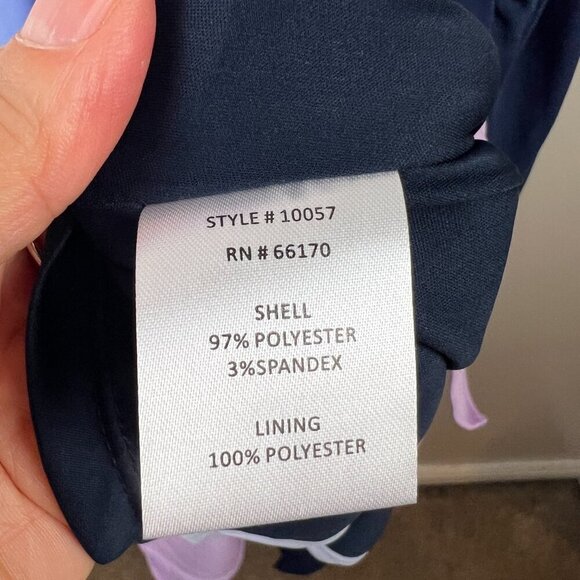 STYLE # 10057
RN # 66170
SHELL
97% POLYESTER
3%SPANDEX
LINING
100% POLYESTER